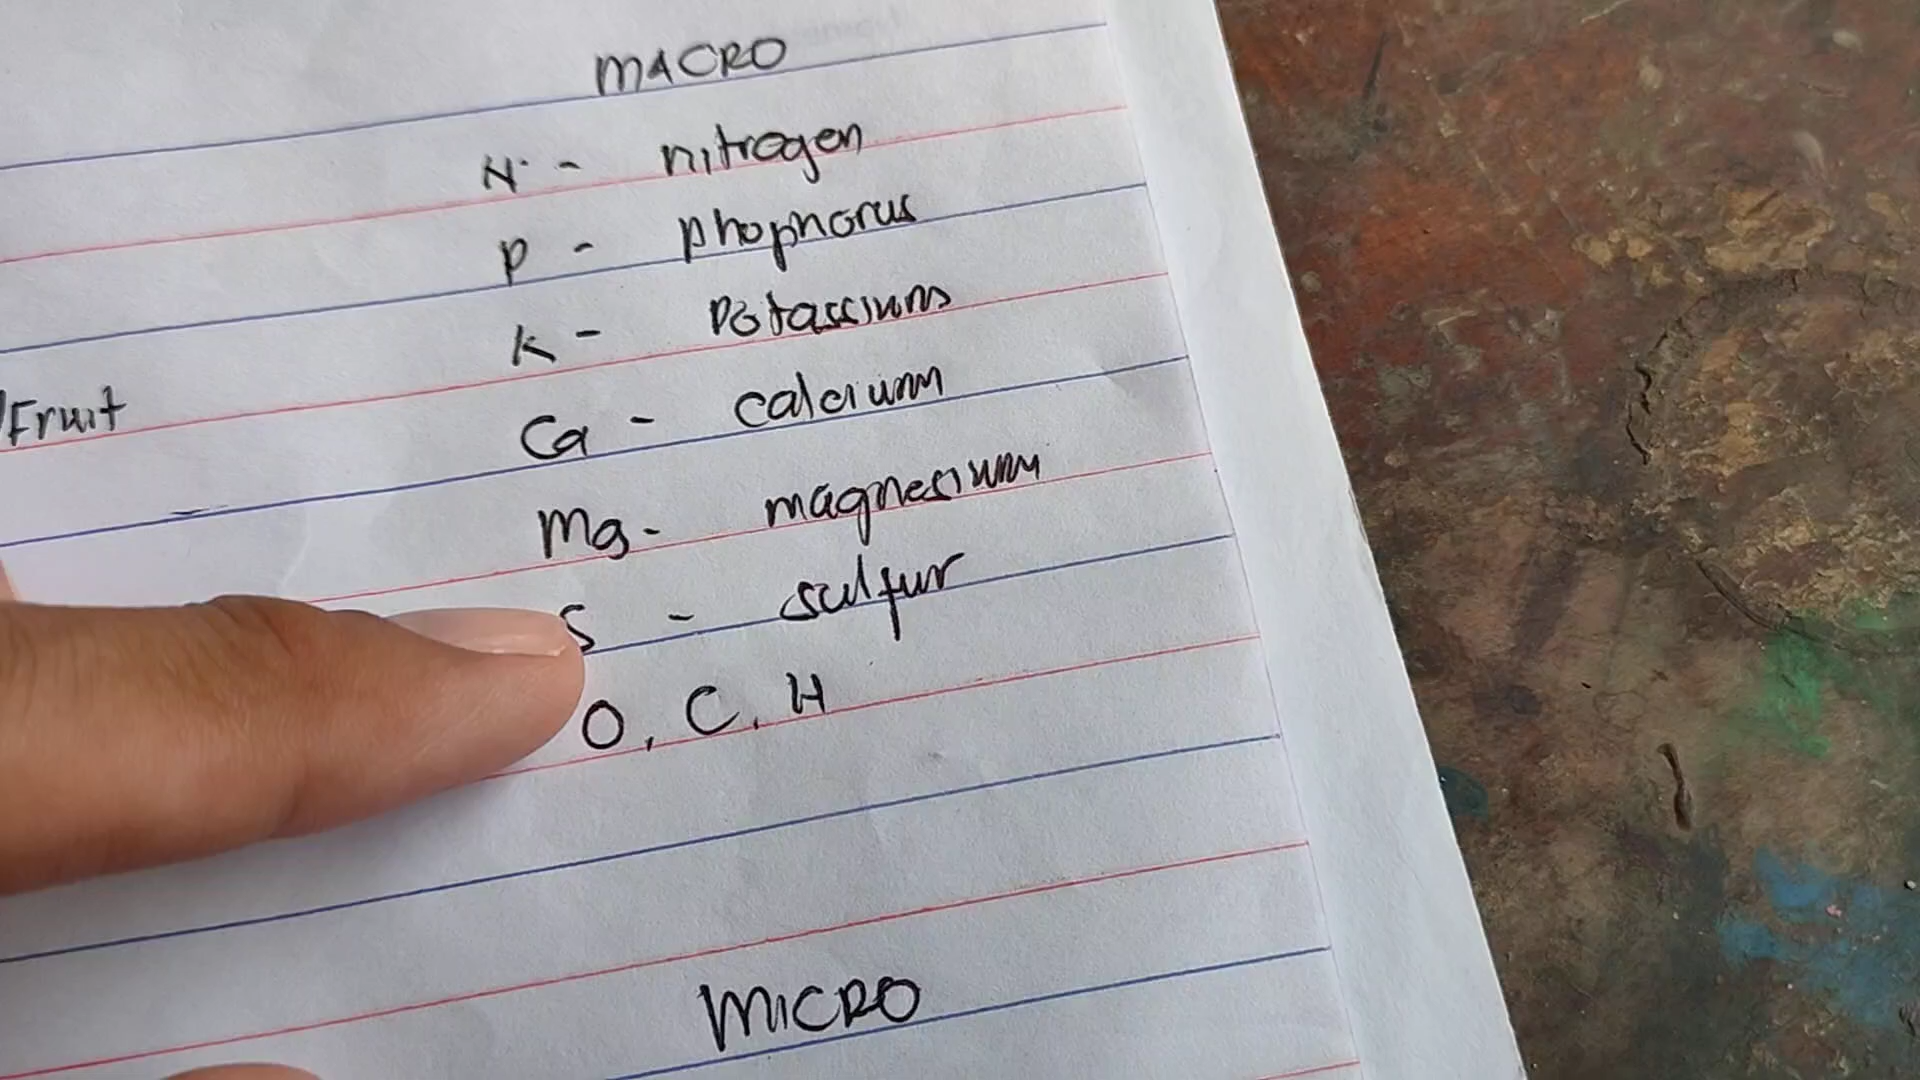 MACRO
N - nitrogen
P - phophorus
K - Potassium
/Fruit
Ca - calcium
Mg - magnesium
S - sulfur
O, C, H
MICRO